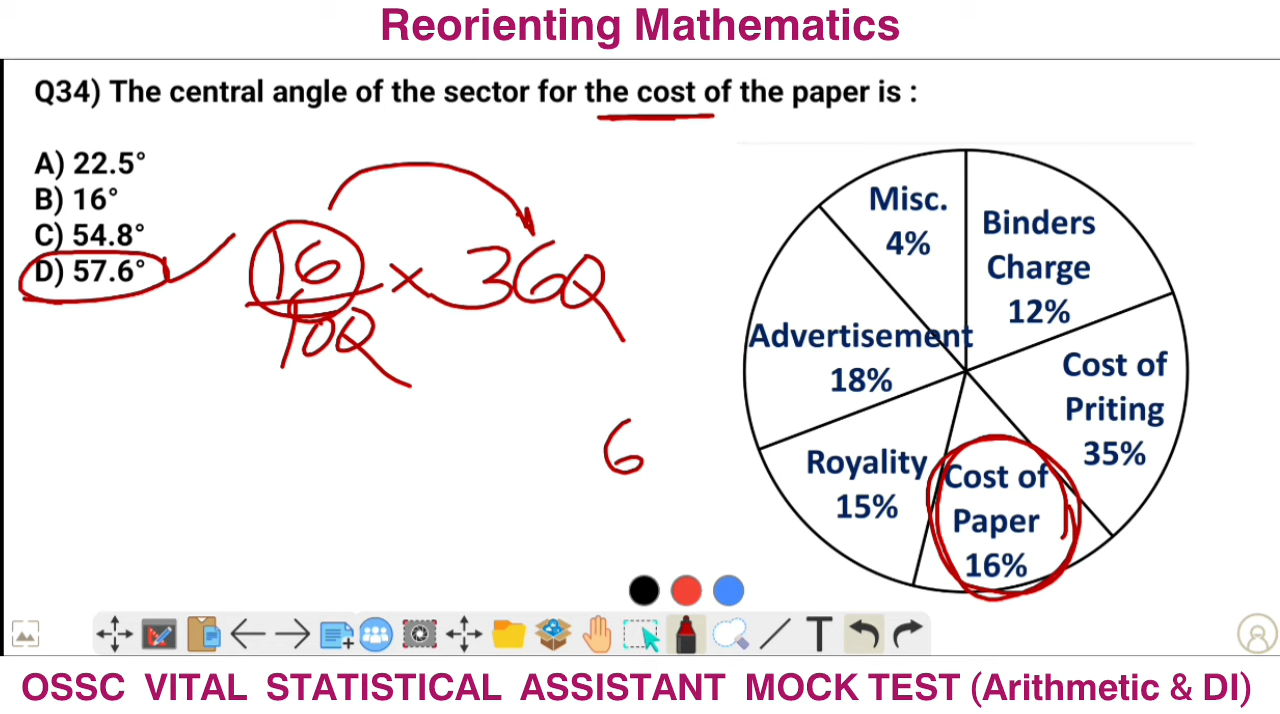 Reorienting Mathematics
Q34) The central angle of the sector for the cost of the paper is :
A) 22.5°
B) 16°
C) 54.8°
D) 57.6°
16
100
× 360
6
Misc.
4%
Binders
Charge
12%
Advertisement
18%
Cost of
Priting
35%
Royality
15%
Cost of
Paper
16%
T
OSSC VITAL STATISTICAL ASSISTANT MOCK TEST (Arithmetic & DI)